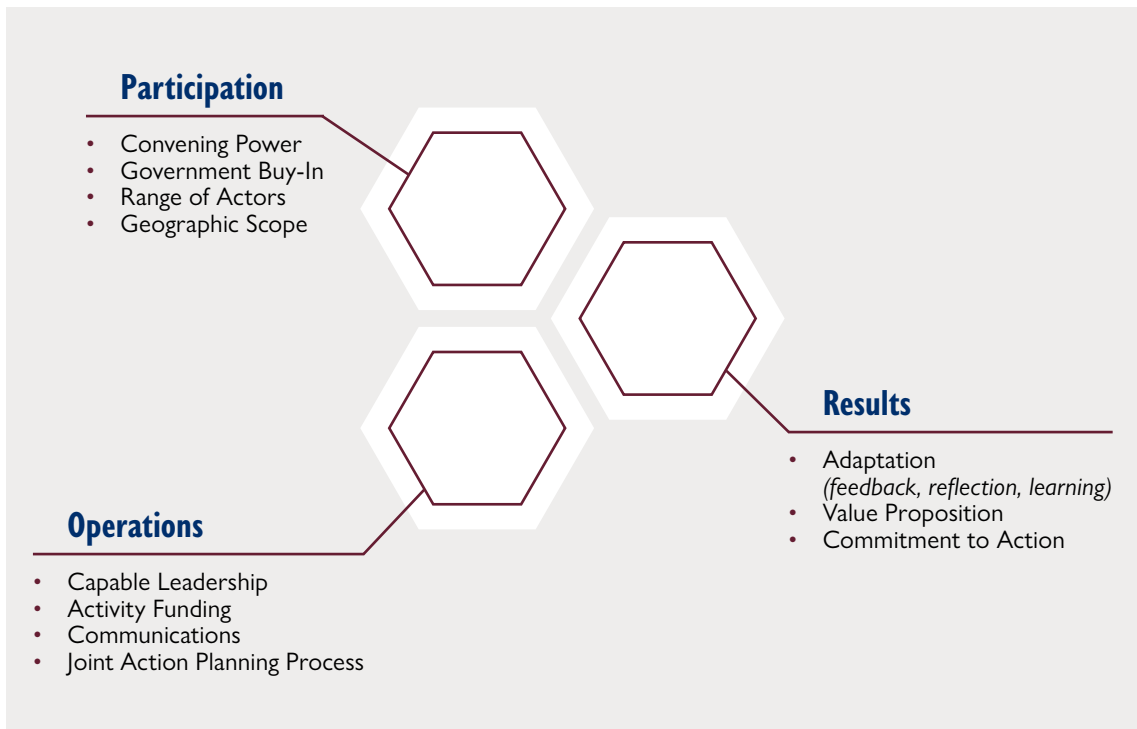 Participation
• Convening Power
• Government Buy-In
• Range of Actors
• Geographic Scope
Results
• Adaptation
(feedback, reflection, learning)
• Value Proposition
• Commitment to Action
Operations
• Capable Leadership
• Activity Funding
• Communications
• Joint Action Planning Process